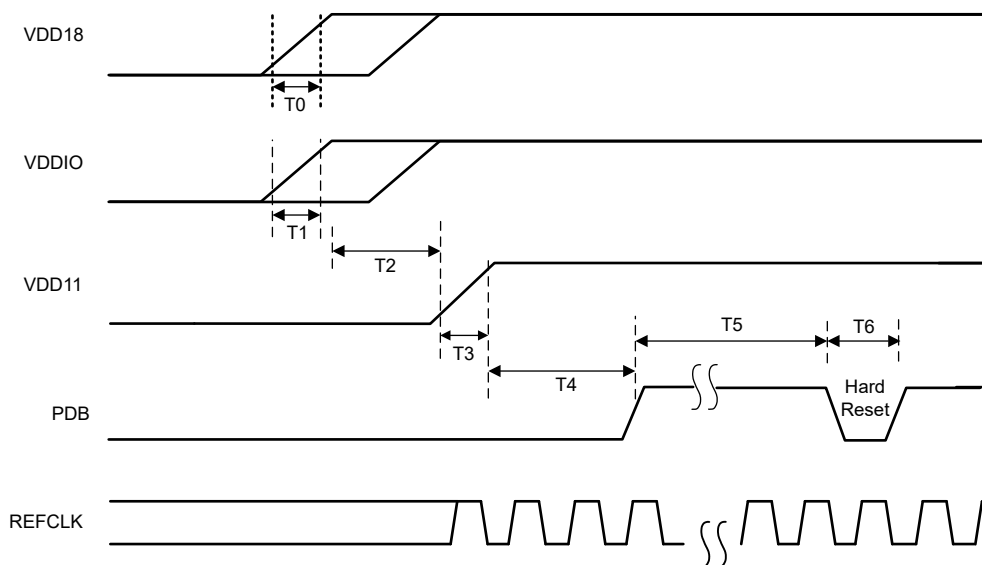 VDD18
T0
VDDIO
T1
T2
VDD11
T3
T5
T6
T4
PDB
Hard
Reset
REFCLK